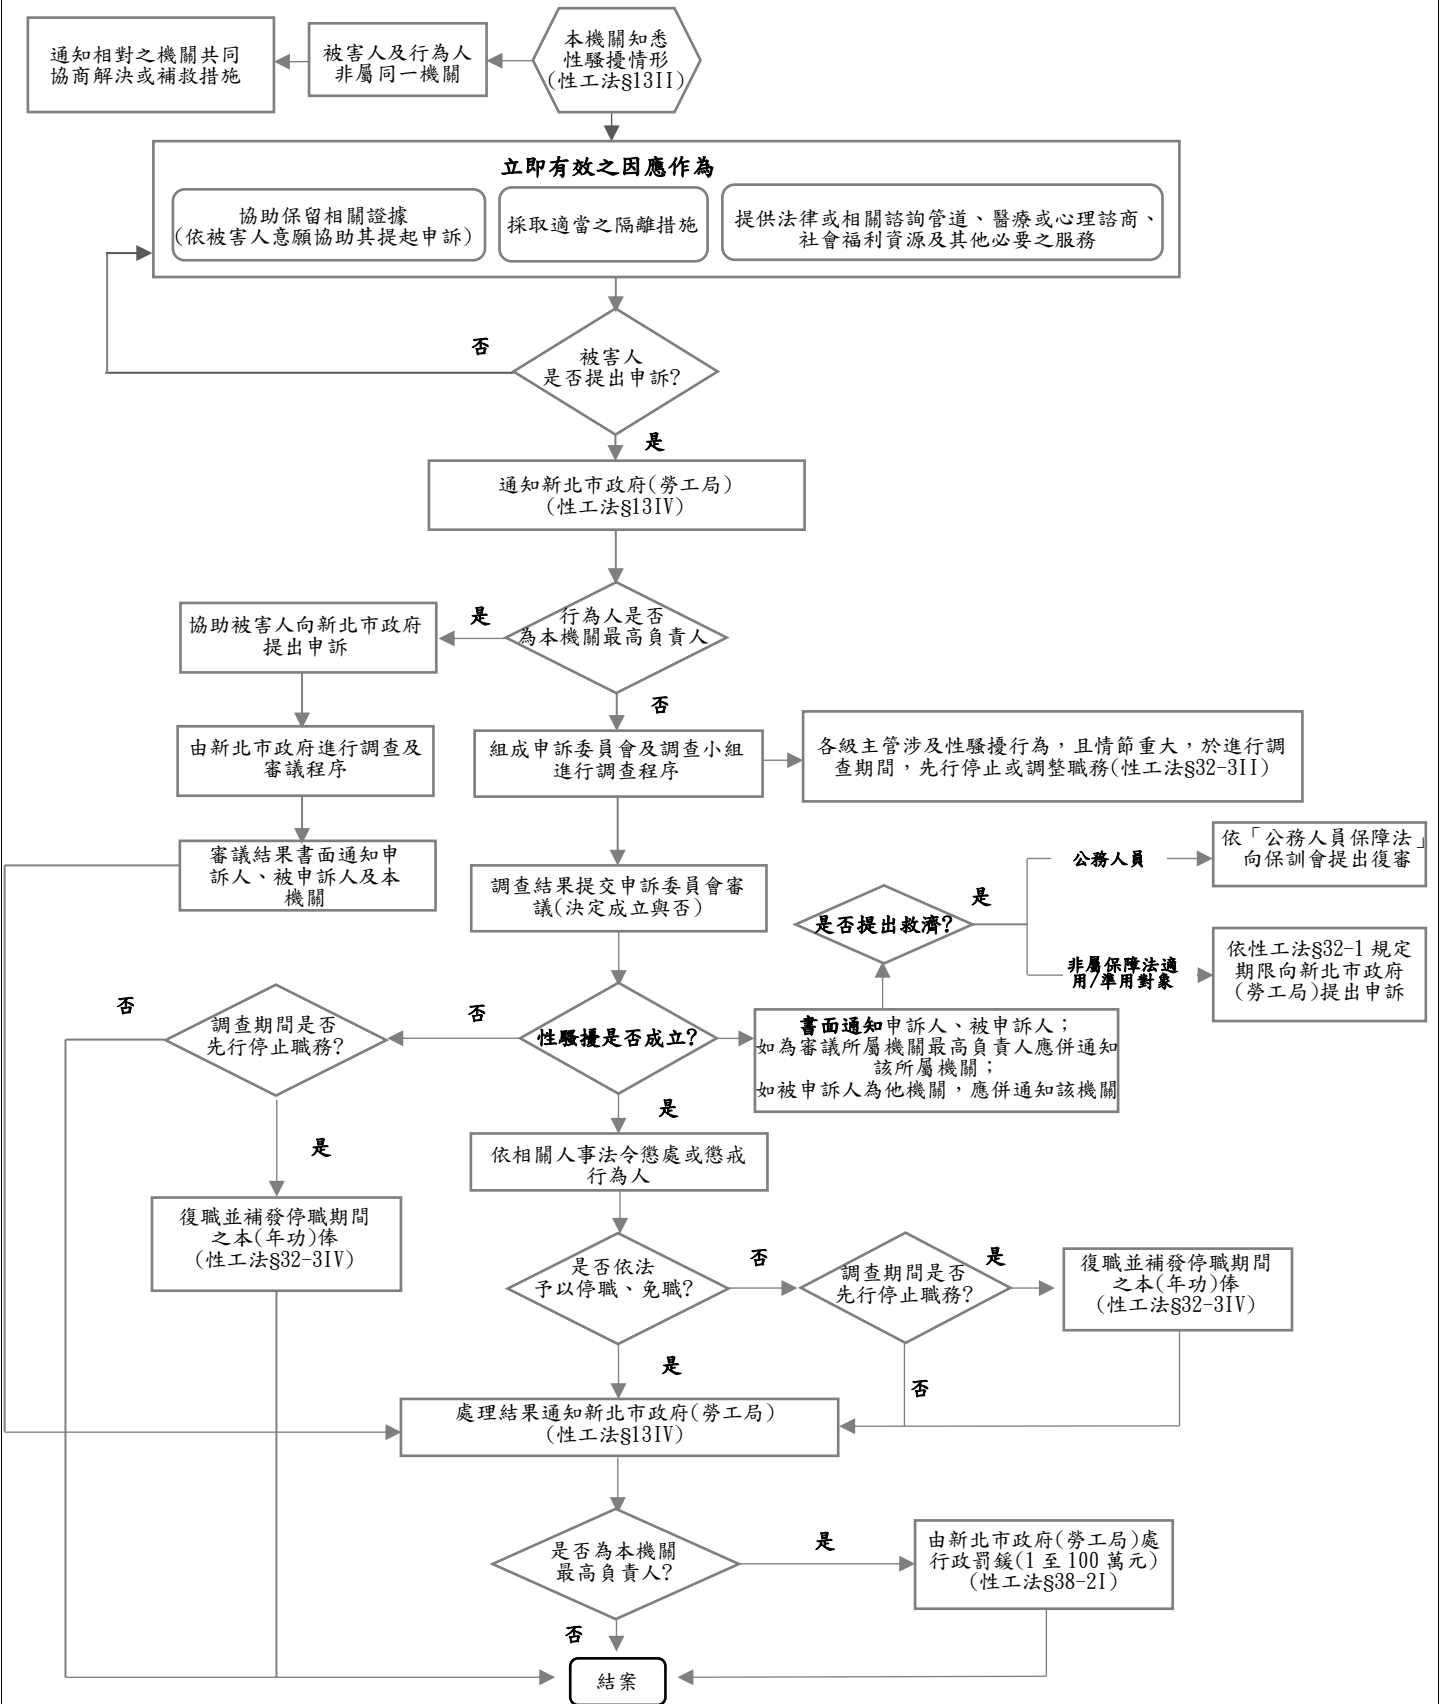 本機關知悉
性騷擾情形
(性工法§13II)
被害人及行為人
非屬同一機關
通知相對之機關共同
協商解決或補救措施
立即有效之因應作為
協助保留相關證據
(依被害人意願協助其提起申訴)
採取適當之隔離措施
提供法律或相關諮詢管道、醫療或心理諮商、
社會福利資源及其他必要之服務
否
被害人
是否提出申訴?
是
通知新北市政府(勞工局)
(性工法§13IV)
行為人是否
為本機關最高負責人
是
協助被害人向新北市政府
提出申訴
由新北市政府進行調查及
審議程序
審議結果書面通知申
訴人、被申訴人及本
機關
否
組成申訴委員會及調查小組
進行調查程序
各級主管涉及性騷擾行為，且情節重大，於進行調
查期間，先行停止或調整職務(性工法§32-3II)
調查結果提交申訴委員會審
議(決定成立與否)
是否提出救濟?
是
公務人員
依「公務人員保障法」
向保訓會提出復審
非屬保障法適
用/準用對象
依性工法§32-1 規定
期限向新北市政府
(勞工局)提出申訴
性騷擾是否成立?
書面通知申訴人、被申訴人；
如為審議所屬機關最高負責人應併通知
該所屬機關；
如被申訴人為他機關，應併通知該機關
否
調查期間是否
先行停止職務?
否
是
復職並補發停職期間
之本(年功)俸
(性工法§32-3IV)
是
依相關人事法令懲處或懲戒
行為人
是否依法
予以停職、免職?
否
調查期間是否
先行停止職務?
是
復職並補發停職期間
之本(年功)俸
(性工法§32-3IV)
是
否
處理結果通知新北市政府(勞工局)
(性工法§13IV)
是否為本機關
最高負責人?
是
由新北市政府(勞工局)處
行政罰鍰(1 至 100 萬元)
(性工法§38-2I)
否
結案